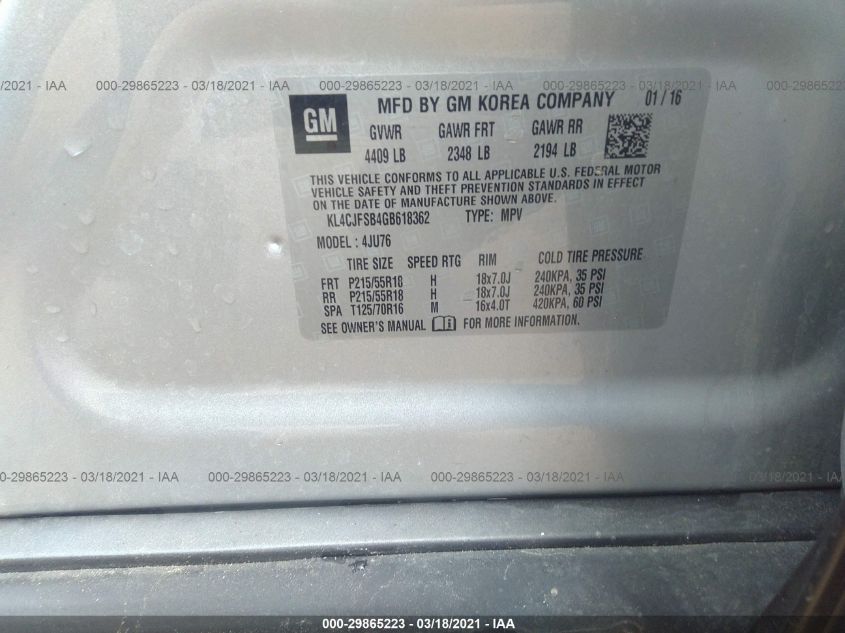 /2021 - IAA 000-29865223 - 03/18/2021 - IAA 000-29865223 - 03/18/2021 - IAA 000-29865223 - 03/18/2021
GM
MFD BY GM KOREA COMPANY 01/16
GVWR GAWR FRT GAWR RR
4409 LB 2348 LB 2194 LB
THIS VEHICLE CONFORMS TO ALL APPLICABLE U.S. FEDERAL MOTOR
VEHICLE SAFETY AND THEFT PREVENTION STANDARDS IN EFFECT
ON THE DATE OF MANUFACTURE SHOWN ABOVE.
KL4CJFSB4GB618362 TYPE: MPV
MODEL: 4JU76
TIRE SIZE SPEED RTG RIM COLD TIRE PRESSURE
FRT P215/55R18 H 18x7.0J 240KPA, 35 PSI
RR P215/55R18 H 18x7.0J 240KPA, 35 PSI
SPA T125/70R16 M 16x4.0T 420KPA, 60 PSI
SEE OWNER'S MANUAL FOR MORE INFORMATION.
0-29865223 - 03/18/2021 - IAA 000-29865223 - 03/18/2021 - IAA 000-29865223 - 03/18/2021 - IAA 000-29865223 - 03/18/2021 - IAA
000-29865223 - 03/18/2021 - IAA